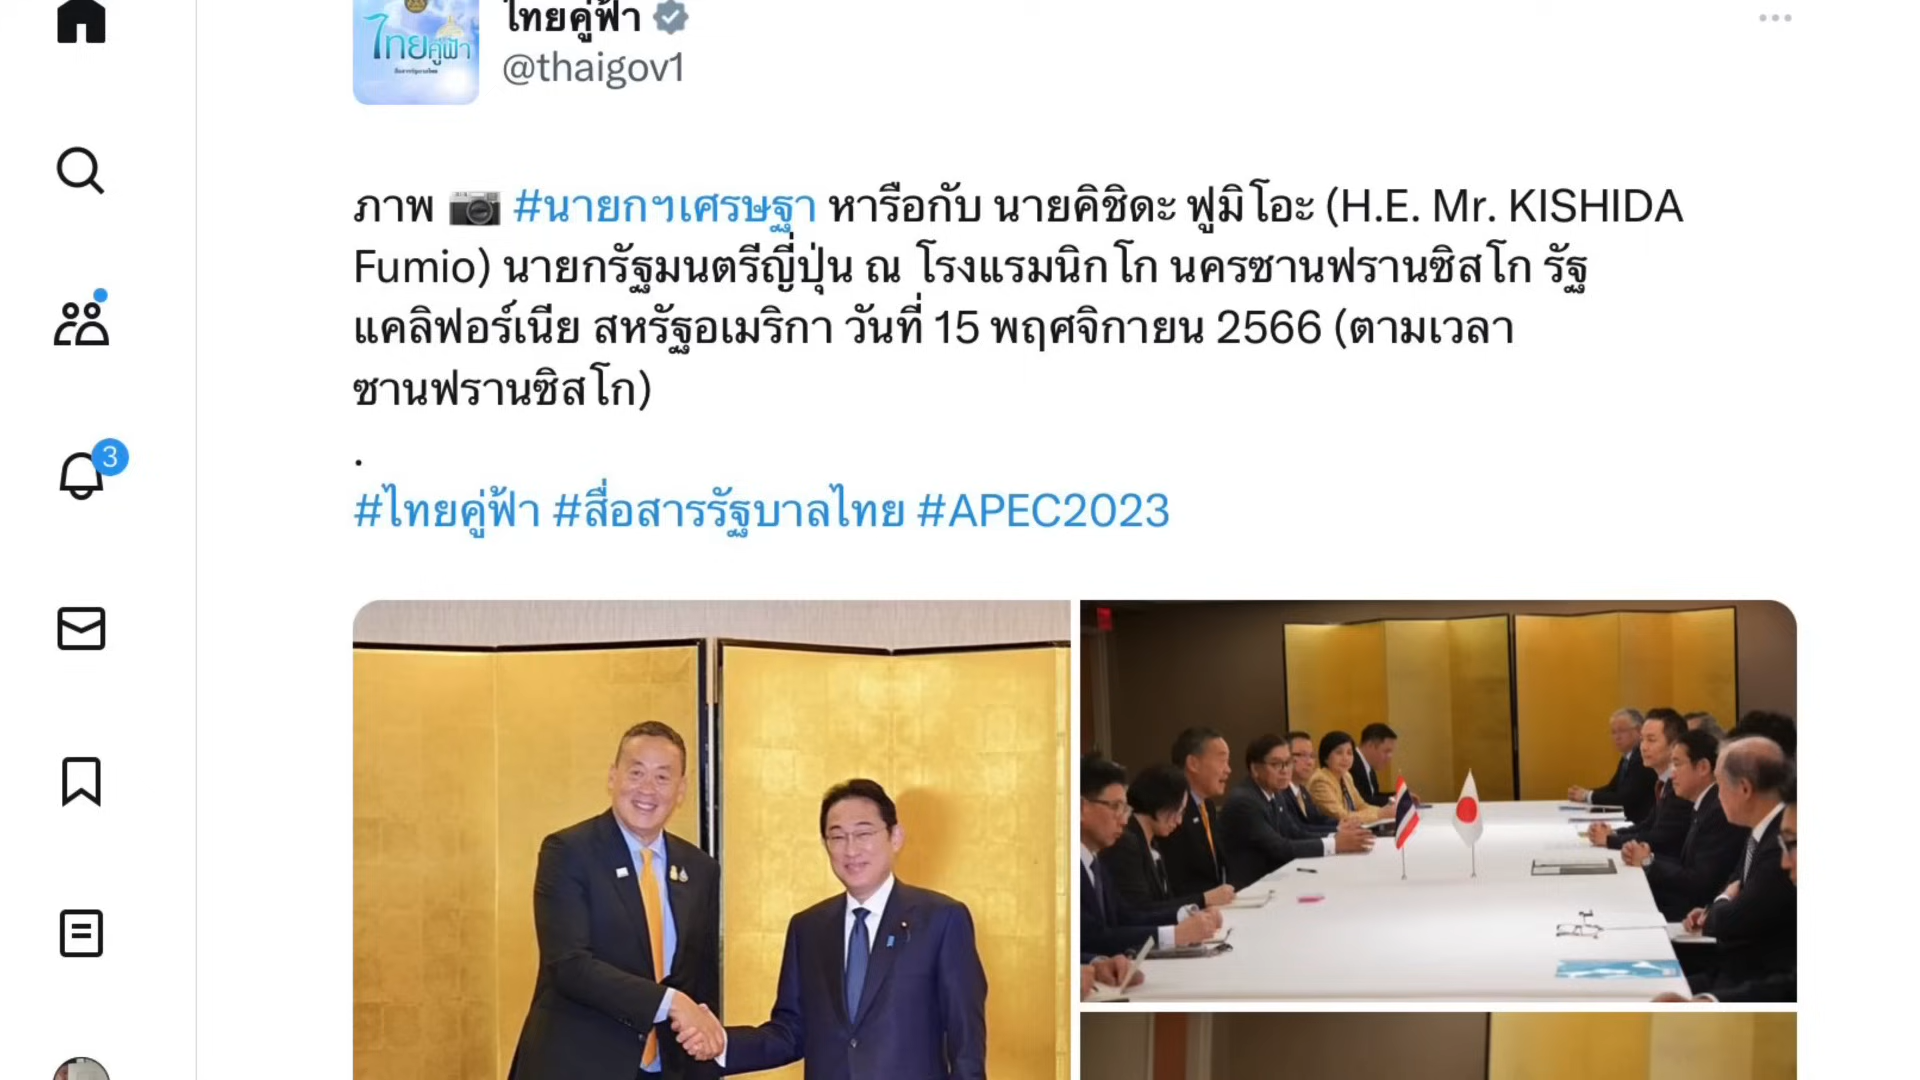 ไทยคู่ฟ้า
ไทยคู่ฟ้า
@thaigov1
ภาพ 📷 #นายกฯเศรษฐา หารือกับ นายคิชิดะ ฟูมิโอะ (H.E. Mr. KISHIDA
Fumio) นายกรัฐมนตรีญี่ปุ่น ณ โรงแรมนิกโก นครซานฟรานซิสโก รัฐ
แคลิฟอร์เนีย สหรัฐอเมริกา วันที่ 15 พฤศจิกายน 2566 (ตามเวลา
ซานฟรานซิสโก)
.
#ไทยคู่ฟ้า #สื่อสารรัฐบาลไทย #APEC2023
3